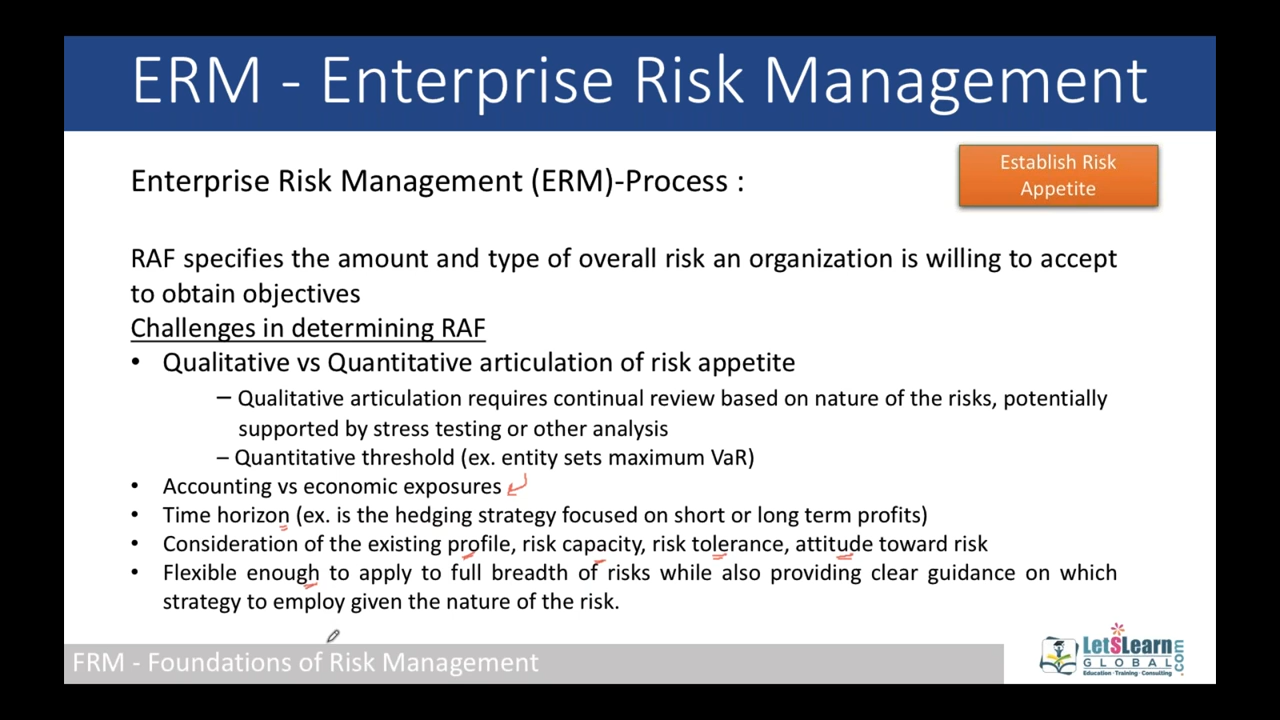 ERM - Enterprise Risk Management
Establish Risk
Appetite
Enterprise Risk Management (ERM)-Process :
RAF specifies the amount and type of overall risk an organization is willing to accept
to obtain objectives
Challenges in determining RAF
• Qualitative vs Quantitative articulation of risk appetite
– Qualitative articulation requires continual review based on nature of the risks, potentially
supported by stress testing or other analysis
– Quantitative threshold (ex. entity sets maximum VaR)
• Accounting vs economic exposures
• Time horizon (ex. is the hedging strategy focused on short or long term profits)
• Consideration of the existing profile, risk capacity, risk tolerance, attitude toward risk
• Flexible enough to apply to full breadth of risks while also providing clear guidance on which
strategy to employ given the nature of the risk.
FRM - Foundations of Risk Management
LetSLearn
GLOBAL.com
Education - Training - Consulting